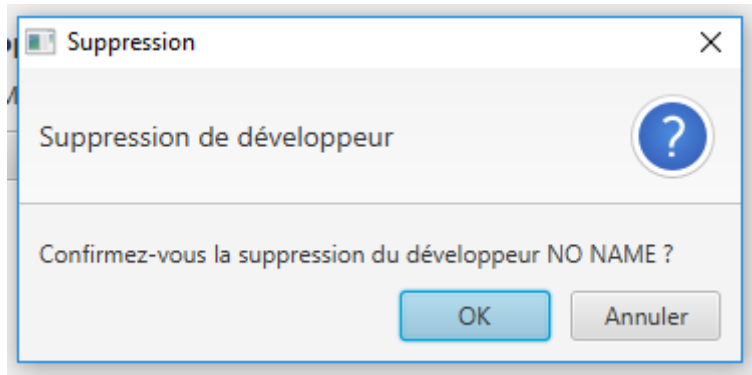 Suppression
Suppression de développeur
?
Confirmez-vous la suppression du développeur NO NAME ?
OK
Annuler